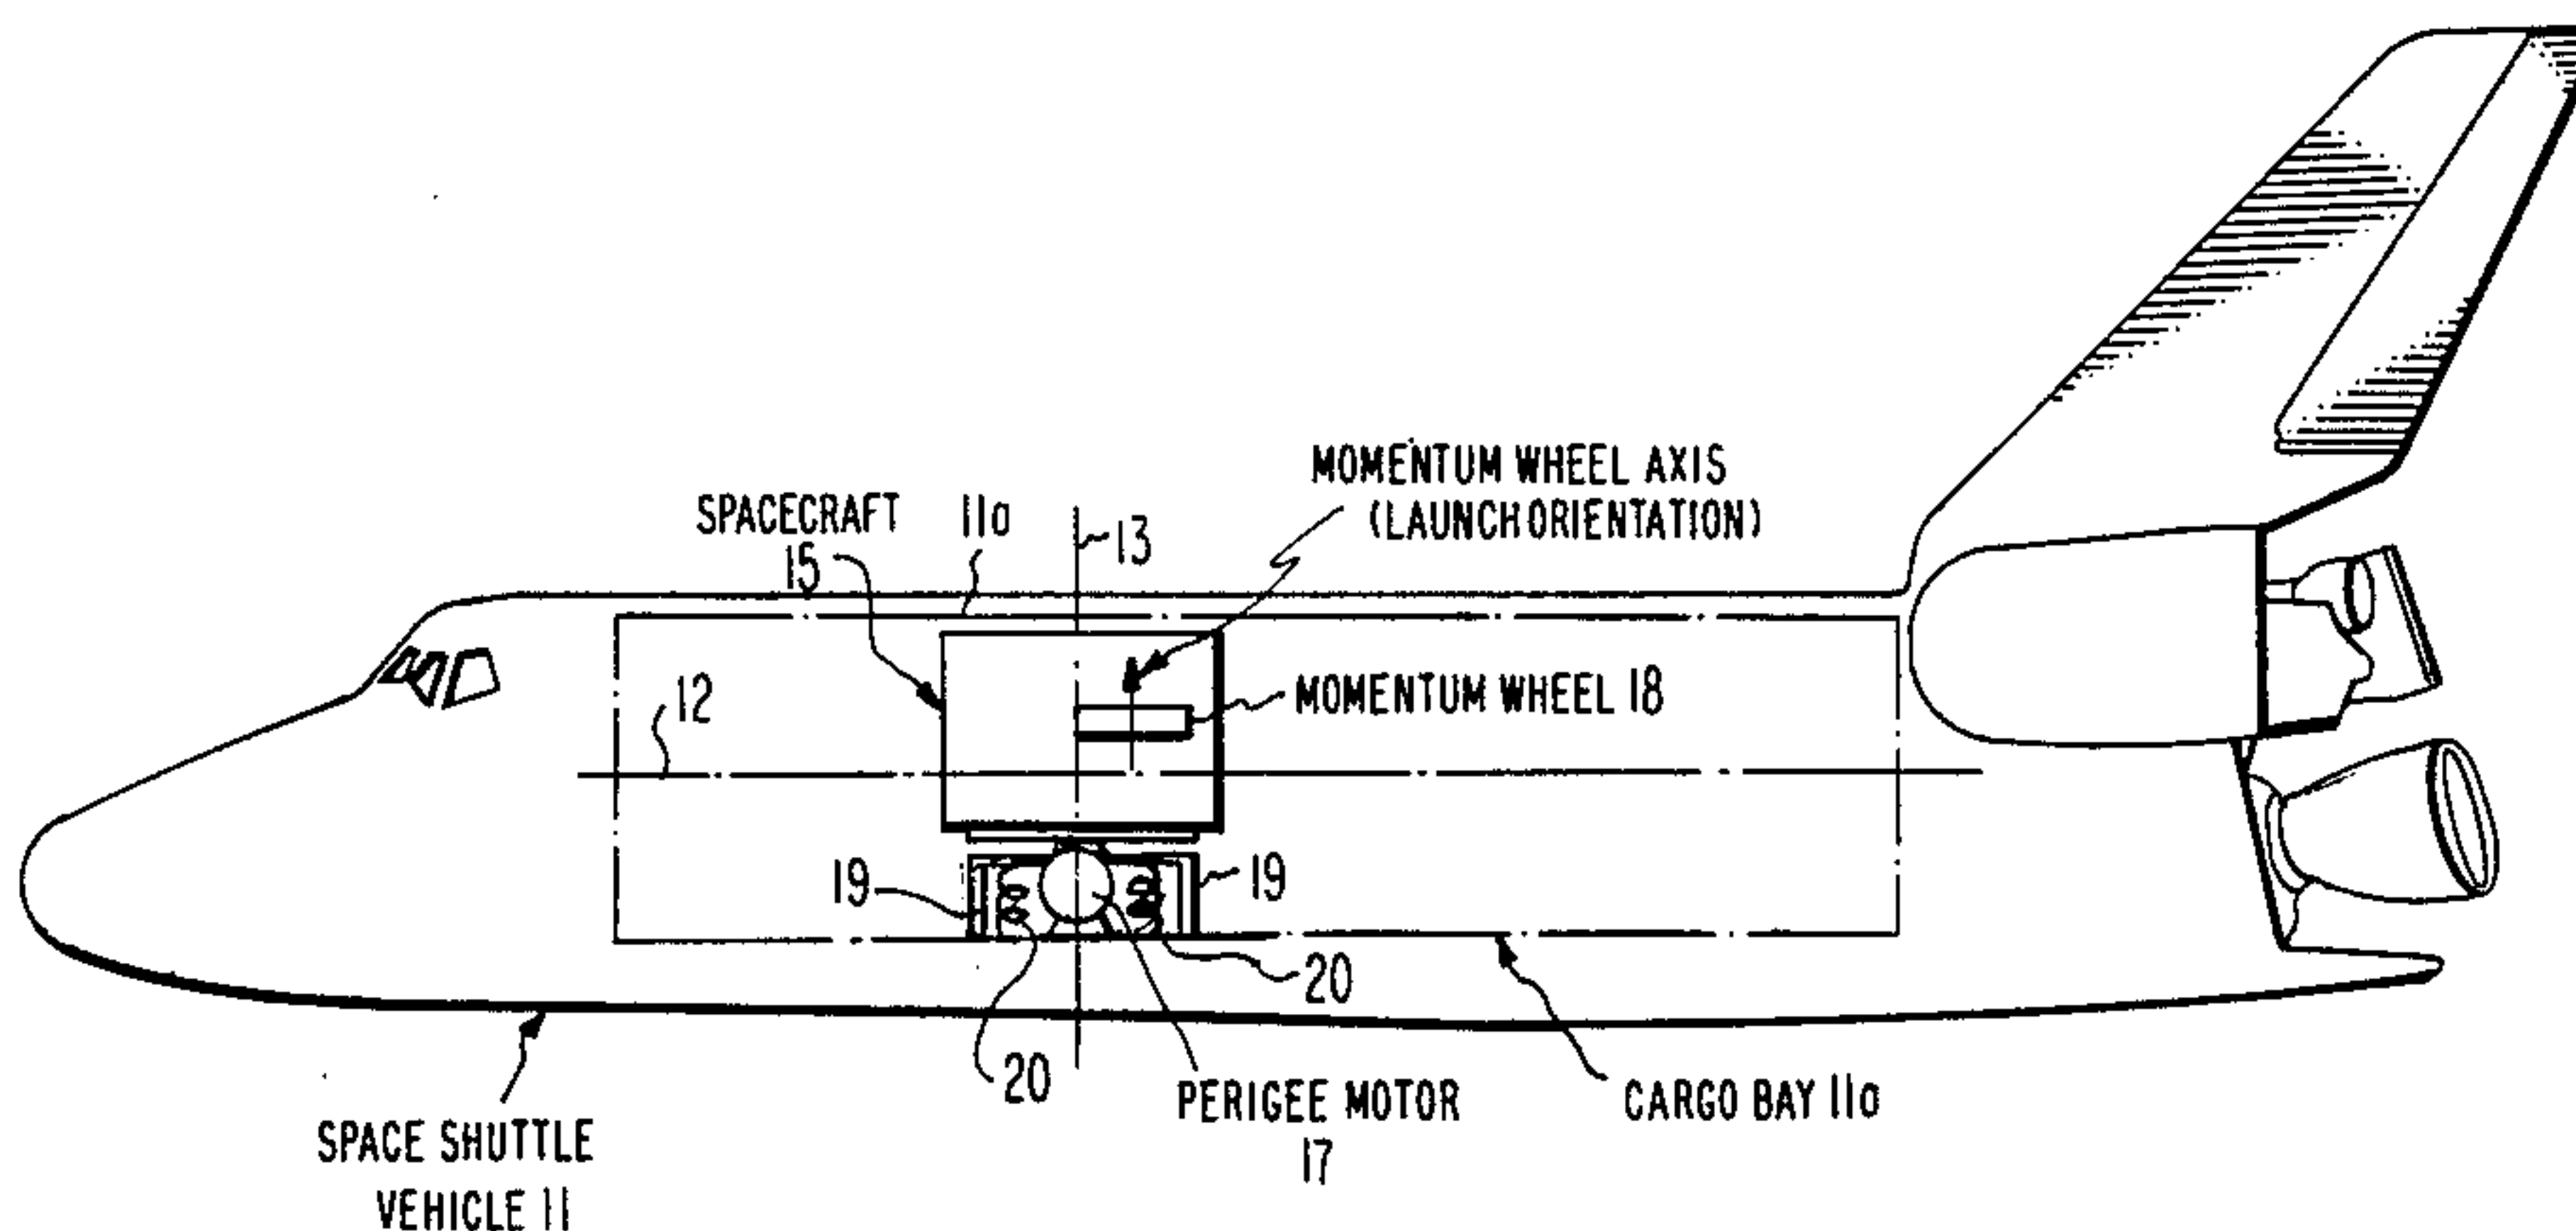 MOMENTUM WHEEL AXIS
(LAUNCH ORIENTATION)
SPACECRAFT
15
11a
13
12
MOMENTUM WHEEL 18
19
19
20
20
PERIGEE MOTOR
17
CARGO BAY 11a
SPACE SHUTTLE
VEHICLE 11